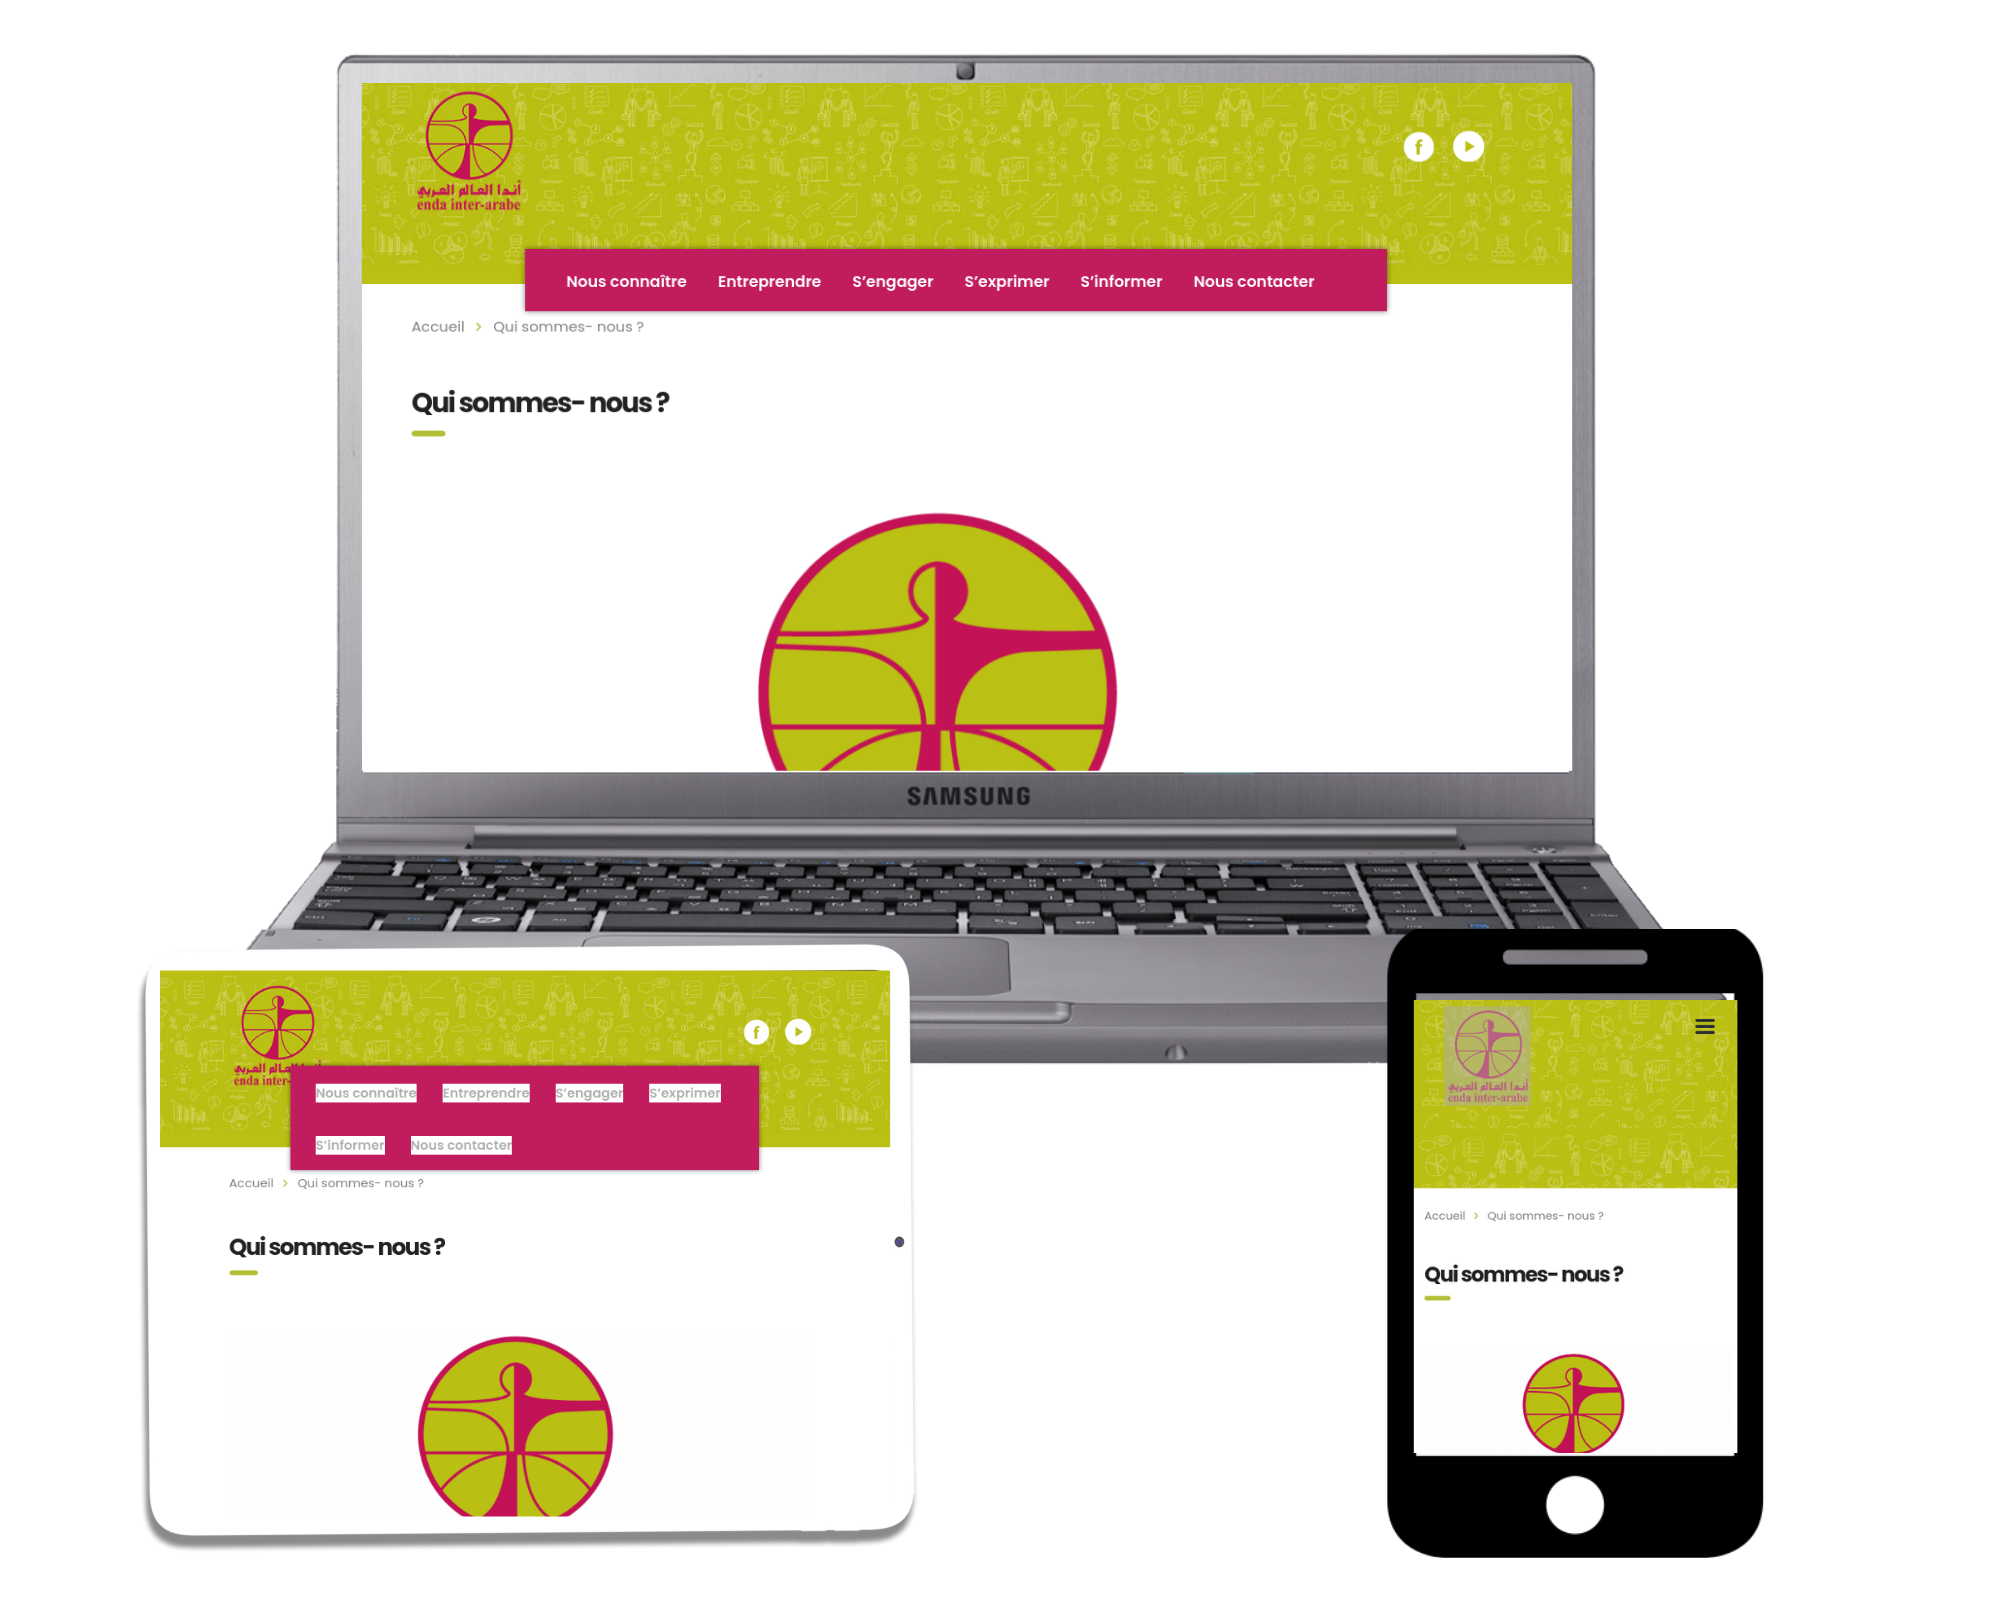 أندا العالم العربي
enda inter-arabe
Nous connaître Entreprendre S’engager S’exprimer S’informer Nous contacter
Accueil > Qui sommes- nous ?
Qui sommes- nous ?
SAMSUNG
أندا العالم العربي
enda inter-
Nous connaître Entreprendre S’engager S’exprimer
S’informer Nous contacter
Accueil > Qui sommes- nous ?
Qui sommes- nous ?
أندا العالم العربي
enda inter-arabe
Accueil > Qui sommes- nous ?
Qui sommes- nous ?